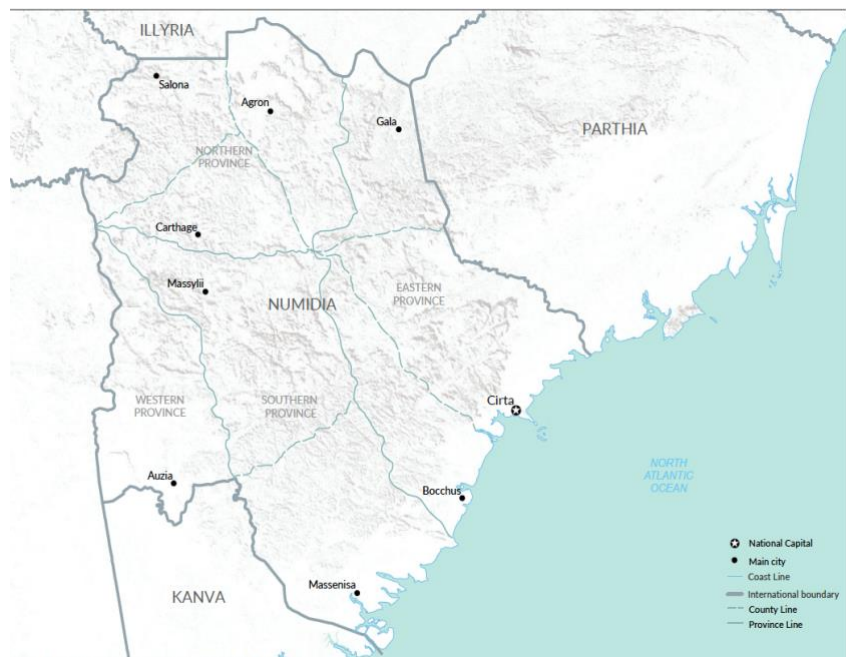 ILLYRIA
Salona
Agron
Gala
PARTHIA
NORTHERN
PROVINCE
Carthage
Massylii
NUMIDIA
EASTERN
PROVINCE
WESTERN
PROVINCE
SOUTHERN
PROVINCE
Cirta
Auzia
Bocchus
NORTH
ATLANTIC
OCEAN
Massenisa
KANVA
National Capital
Main city
Coast Line
International boundary
County Line
Province Line